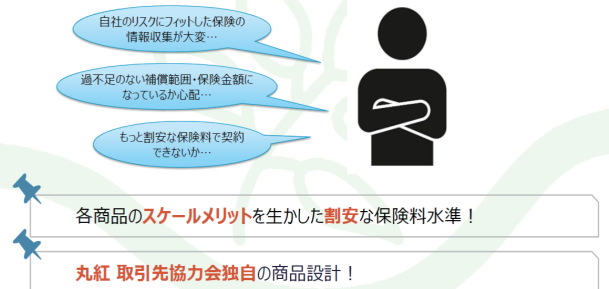 自社のリスクにフィットした保険の
情報収集が大変…
過不足のない補償範囲・保険金額に
なっているか心配…
もっと割安な保険料で契約
できないか…
各商品のスケールメリットを生かした割安な保険料水準！
丸紅 取引先協力会独自の商品設計！